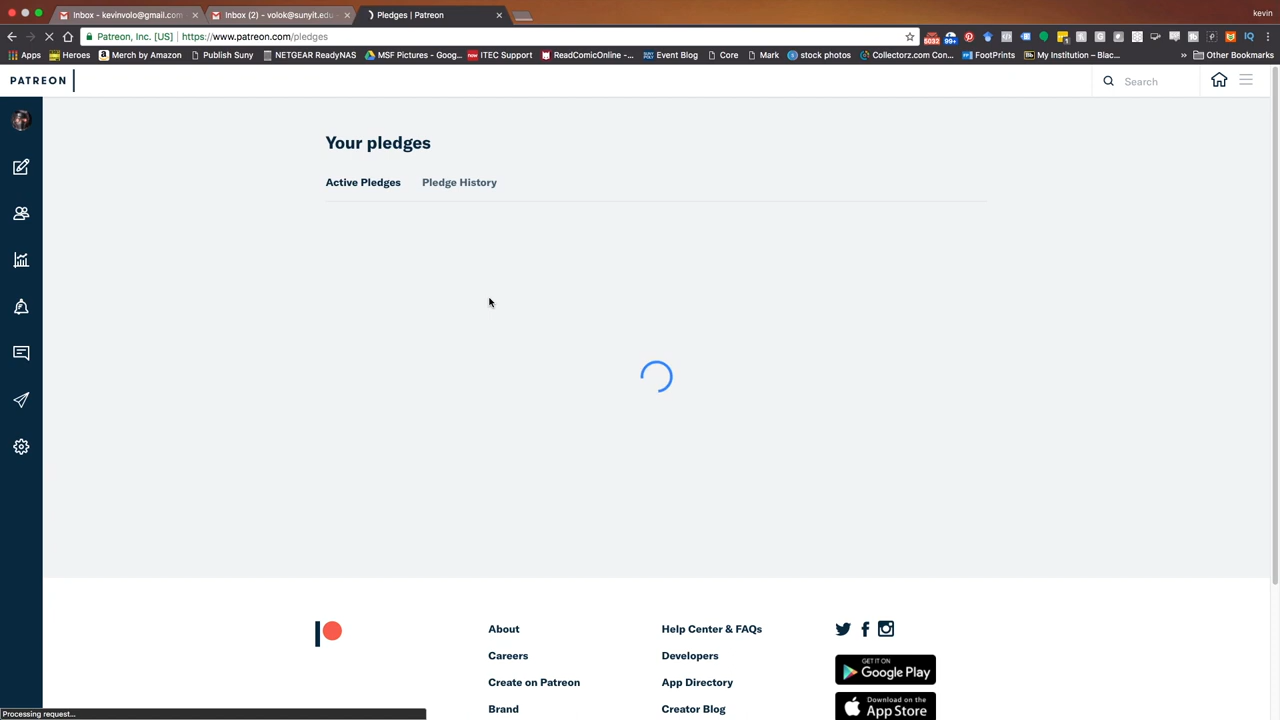 Inbox - kevinvolo@gmail.com
Inbox (2) - volok@sunyit.edu -
Pledges | Patreon
kevin
Patreon, Inc. [US] | https://www.patreon.com/pledges
5032
99+
Apps
Heroes
Merch by Amazon
Publish Suny
NETGEAR ReadyNAS
MSF Pictures - Goog...
ITEC Support
ReadComicOnline -...
Event Blog
Core
Mark
stock photos
Collectorz.com Con...
FootPrints
My Institution – Blac...
»
Other Bookmarks
PATREON
Search
Your pledges
Active Pledges
Pledge History
About
Help Center & FAQs
Careers
Developers
Create on Patreon
App Directory
GET IT ON
Google Play
Brand
Creator Blog
Download on the
App Store
Processing request...